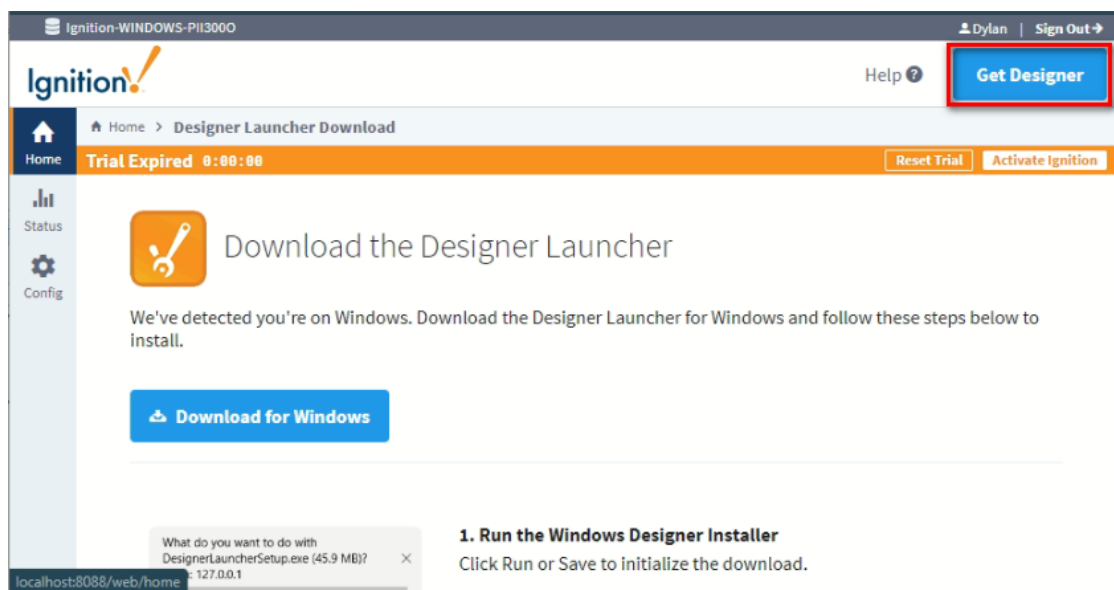 Ignition-WINDOWS-PII300O
Dylan | Sign Out
Ignition!
Help ?
Get Designer
Home > Designer Launcher Download
Home
Trial Expired 0:00:00
Reset Trial
Activate Ignition
Status
Config
Download the Designer Launcher
We've detected you're on Windows. Download the Designer Launcher for Windows and follow these steps below to
install.
Download for Windows
What do you want to do with
DesignerLauncherSetup.exe (45.9 MB)?
: 127.0.0.1
1. Run the Windows Designer Installer
Click Run or Save to initialize the download.
localhost:8088/web/home